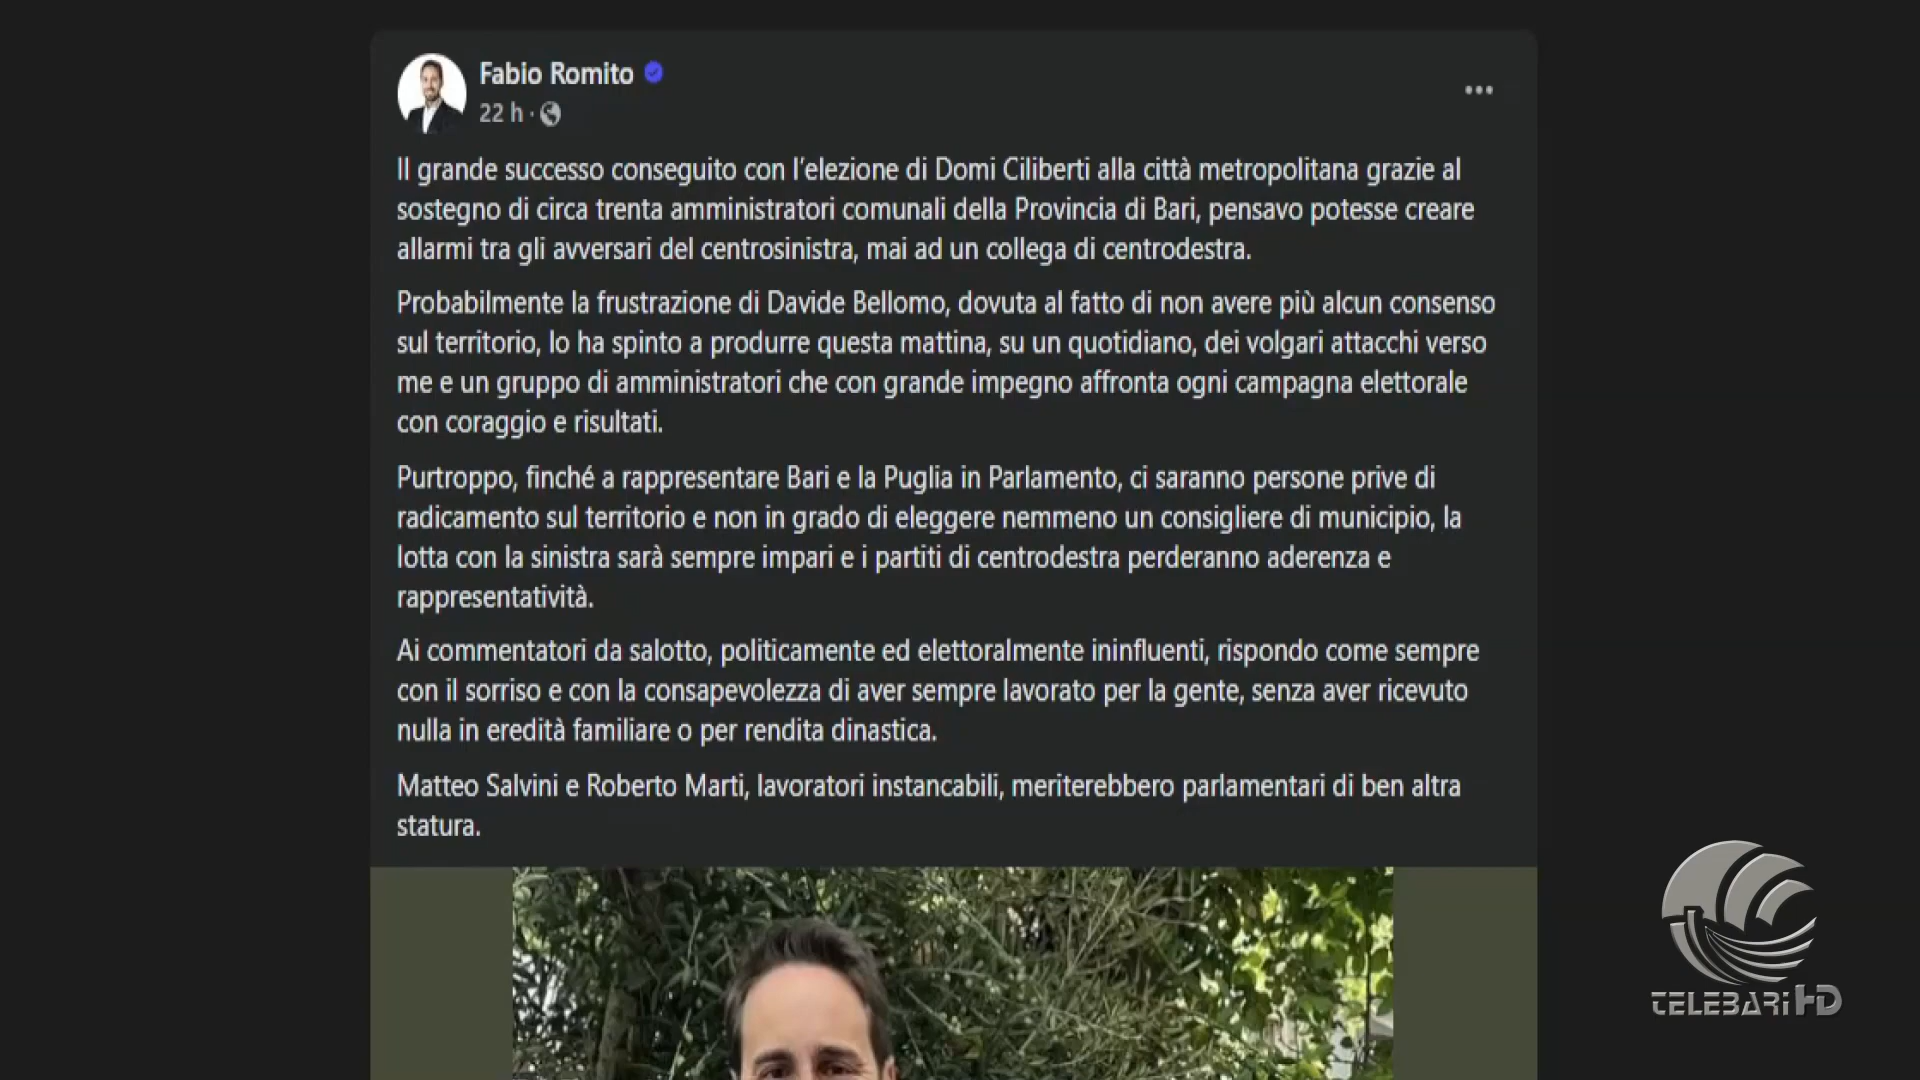 Fabio Romito
22 h ·
Il grande successo conseguito con l'elezione di Domi Ciliberti alla città metropolitana grazie al
sostegno di circa trenta amministratori comunali della Provincia di Bari, pensavo potesse creare
allarmi tra gli avversari del centrosinistra, mai ad un collega di centrodestra.
Probabilmente la frustrazione di Davide Bellomo, dovuta al fatto di non avere più alcun consenso
sul territorio, lo ha spinto a produrre questa mattina, su un quotidiano, dei volgari attacchi verso
me e un gruppo di amministratori che con grande impegno affronta ogni campagna elettorale
con coraggio e risultati.
Purtroppo, finché a rappresentare Bari e la Puglia in Parlamento, ci saranno persone prive di
radicamento sul territorio e non in grado di eleggere nemmeno un consigliere di municipio, la
lotta con la sinistra sarà sempre impari e i partiti di centrodestra perderanno aderenza e
rappresentatività.
Ai commentatori da salotto, politicamente ed elettoralmente ininfluenti, rispondo come sempre
con il sorriso e con la consapevolezza di aver sempre lavorato per la gente, senza aver ricevuto
nulla in eredità familiare o per rendita dinastica.
Matteo Salvini e Roberto Marti, lavoratori instancabili, meriterebbero parlamentari di ben altra
statura.
TELEBARI HD